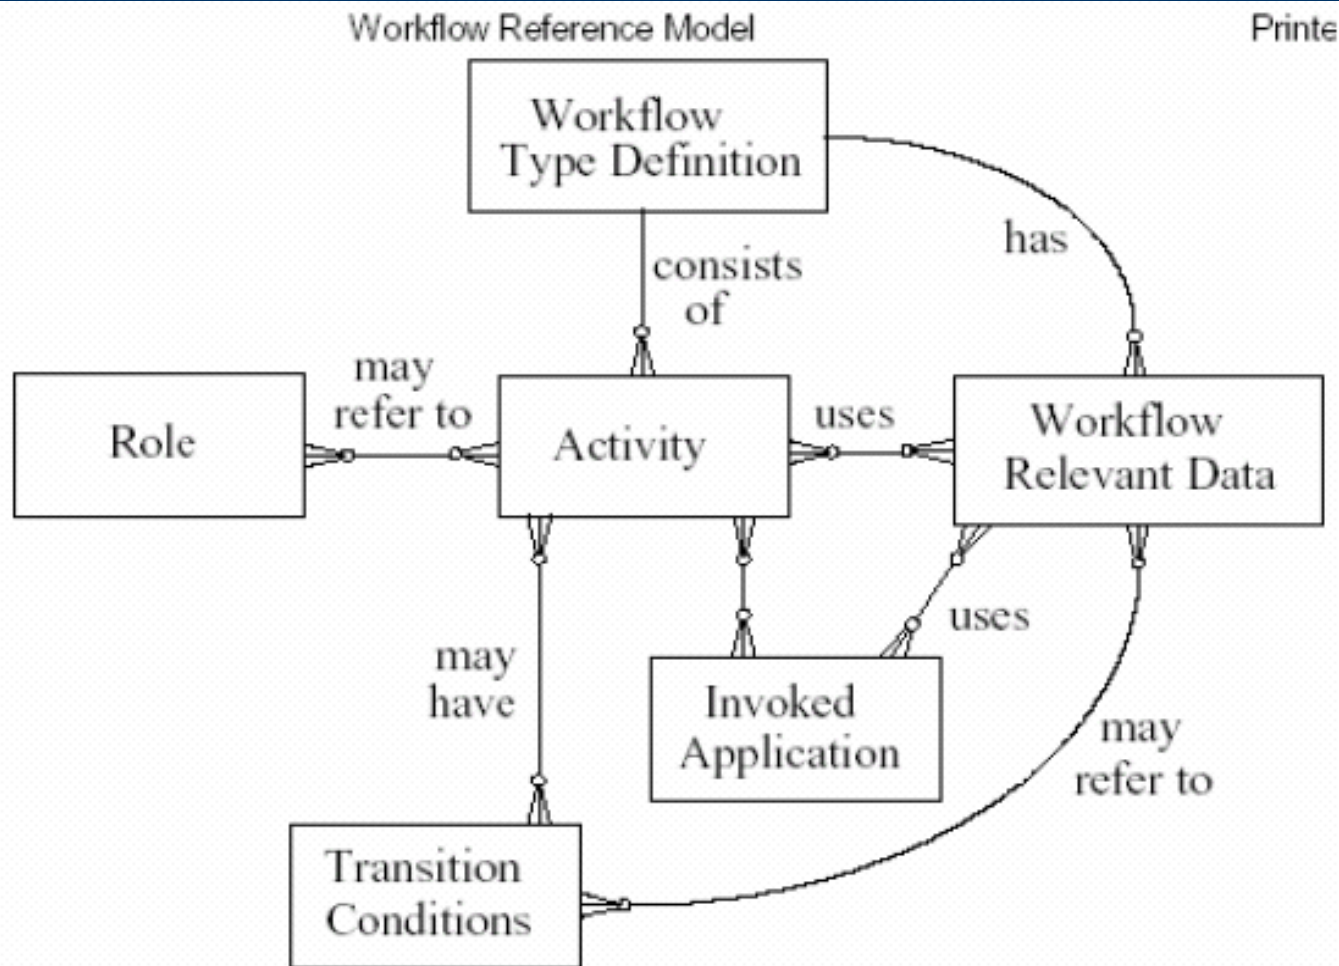 Workflow Reference Model
Printe
Workflow
Type Definition
has
consists
of
may
refer to
Role
Activity
uses
Workflow
Relevant Data
uses
may
have
Invoked
Application
may
refer to
Transition
Conditions